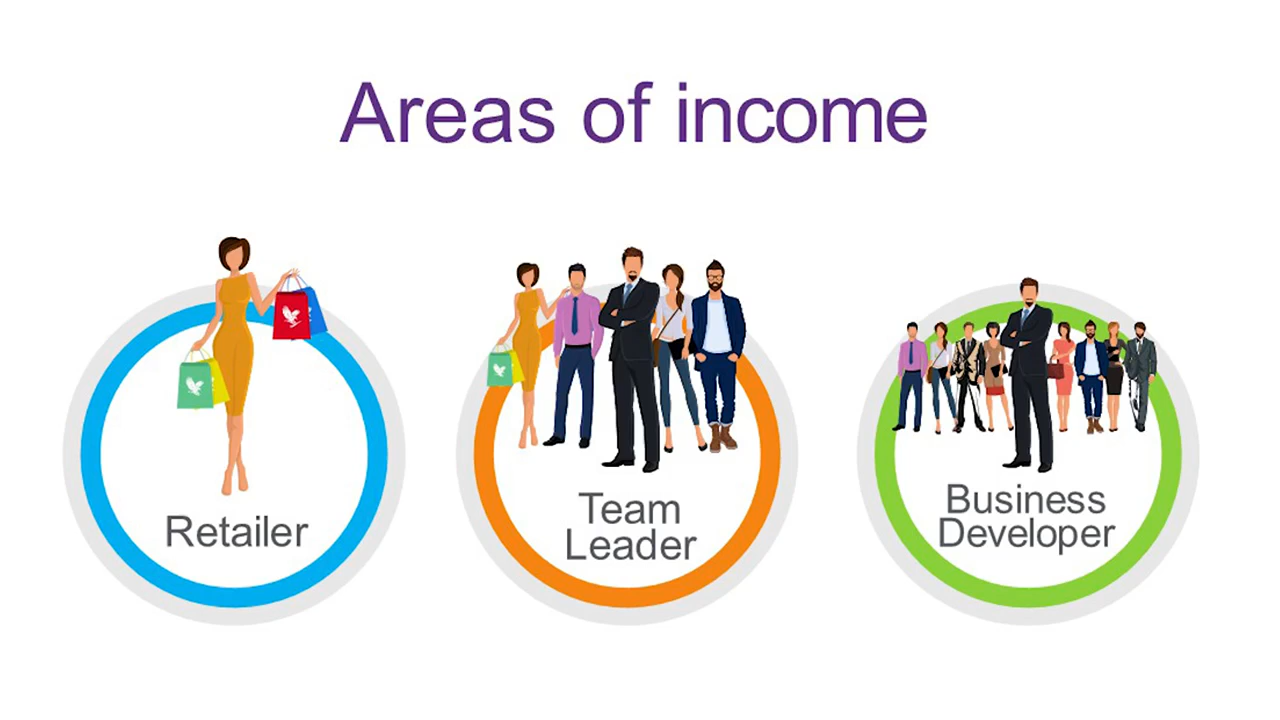 Areas of income
Retailer
Team
Leader
Business
Developer